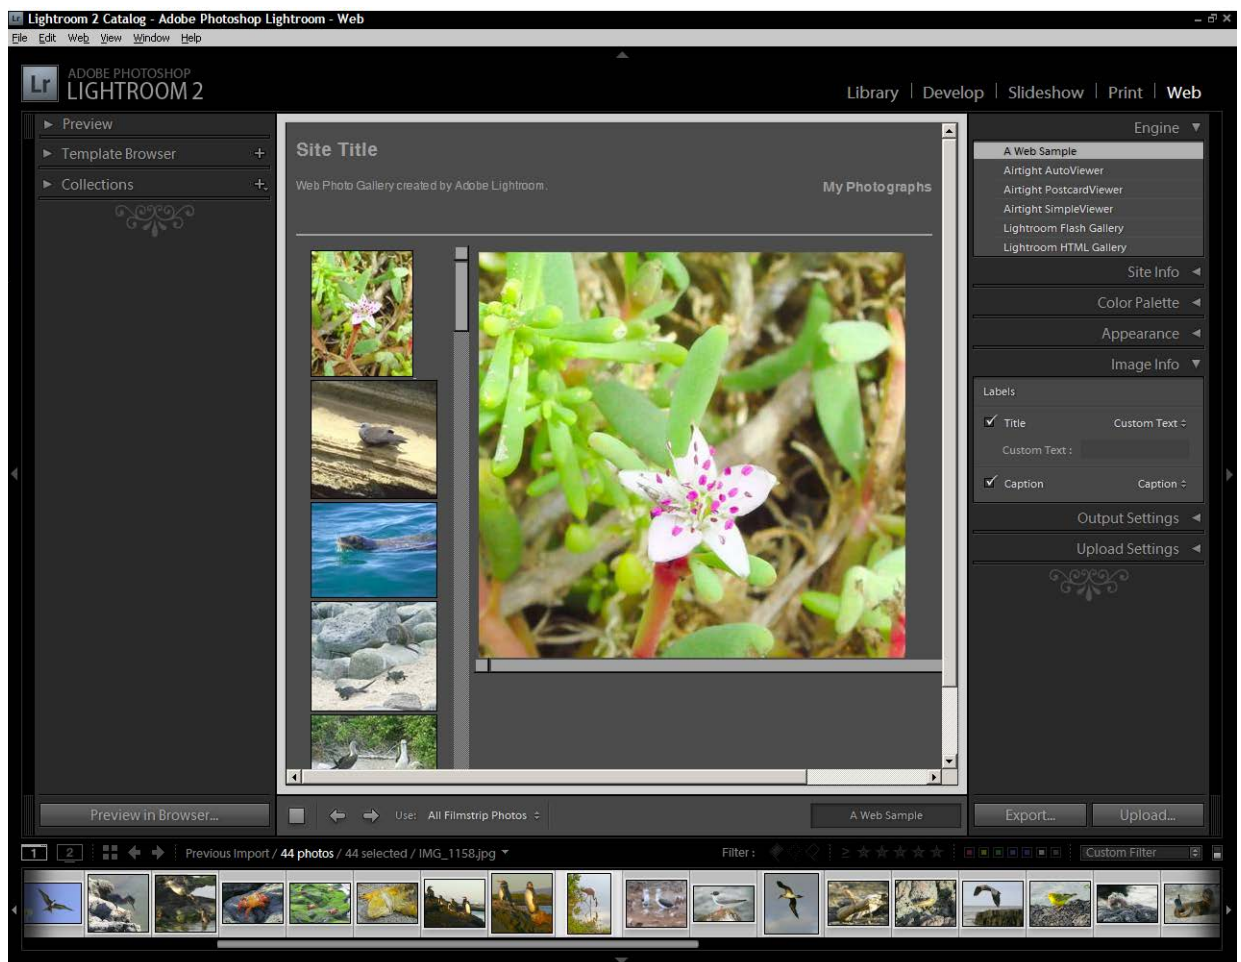 Lr Lightroom 2 Catalog - Adobe Photoshop Lightroom - Web
File Edit Web View Window Help
Lr ADOBE PHOTOSHOP
LIGHTROOM 2
Library | Develop | Slideshow | Print | Web
Preview
Template Browser +
Collections +
Preview in Browser...
Site Title
Web Photo Gallery created by Adobe Lightroom.
My Photographs
Use: All Filmstrip Photos
A Web Sample
Engine
A Web Sample
Airtight AutoViewer
Airtight PostcardViewer
Airtight SimpleViewer
Lightroom Flash Gallery
Lightroom HTML Gallery
Site Info
Color Palette
Appearance
Image Info
Labels
Title Custom Text
Custom Text :
Caption Caption
Output Settings
Upload Settings
Export... Upload...
1 2 Previous Import / 44 photos / 44 selected / IMG_1158.jpg Filter : ≥ Custom Filter